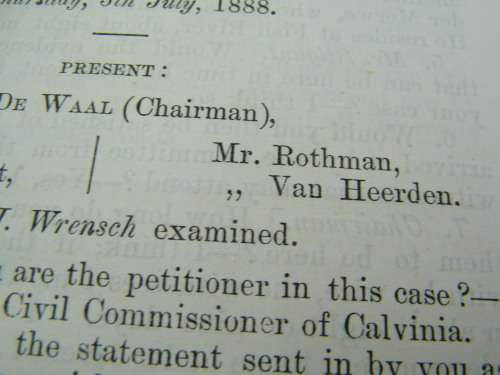 5th July, 1888.
PRESENT :
DE WAAL (Chairman),
Mr. Rothman,
,, Van Heerden.
Wrensch examined.
are the petitioner in this case?—
Civil Commissioner of Calvinia.
the statement sent in by you as